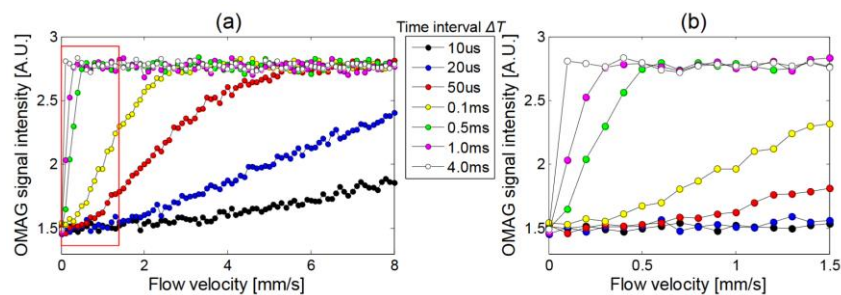 (a)
OMAG signal intensity [A.U.]
3
2.5
2
1.5
0
2
4
6
8
Flow velocity [mm/s]
Time interval ΔT
10us
20us
50us
0.1ms
0.5ms
1.0ms
4.0ms
(b)
OMAG signal intensity [A.U.]
3
2.5
2
1.5
0
0.5
1
1.5
Flow velocity [mm/s]